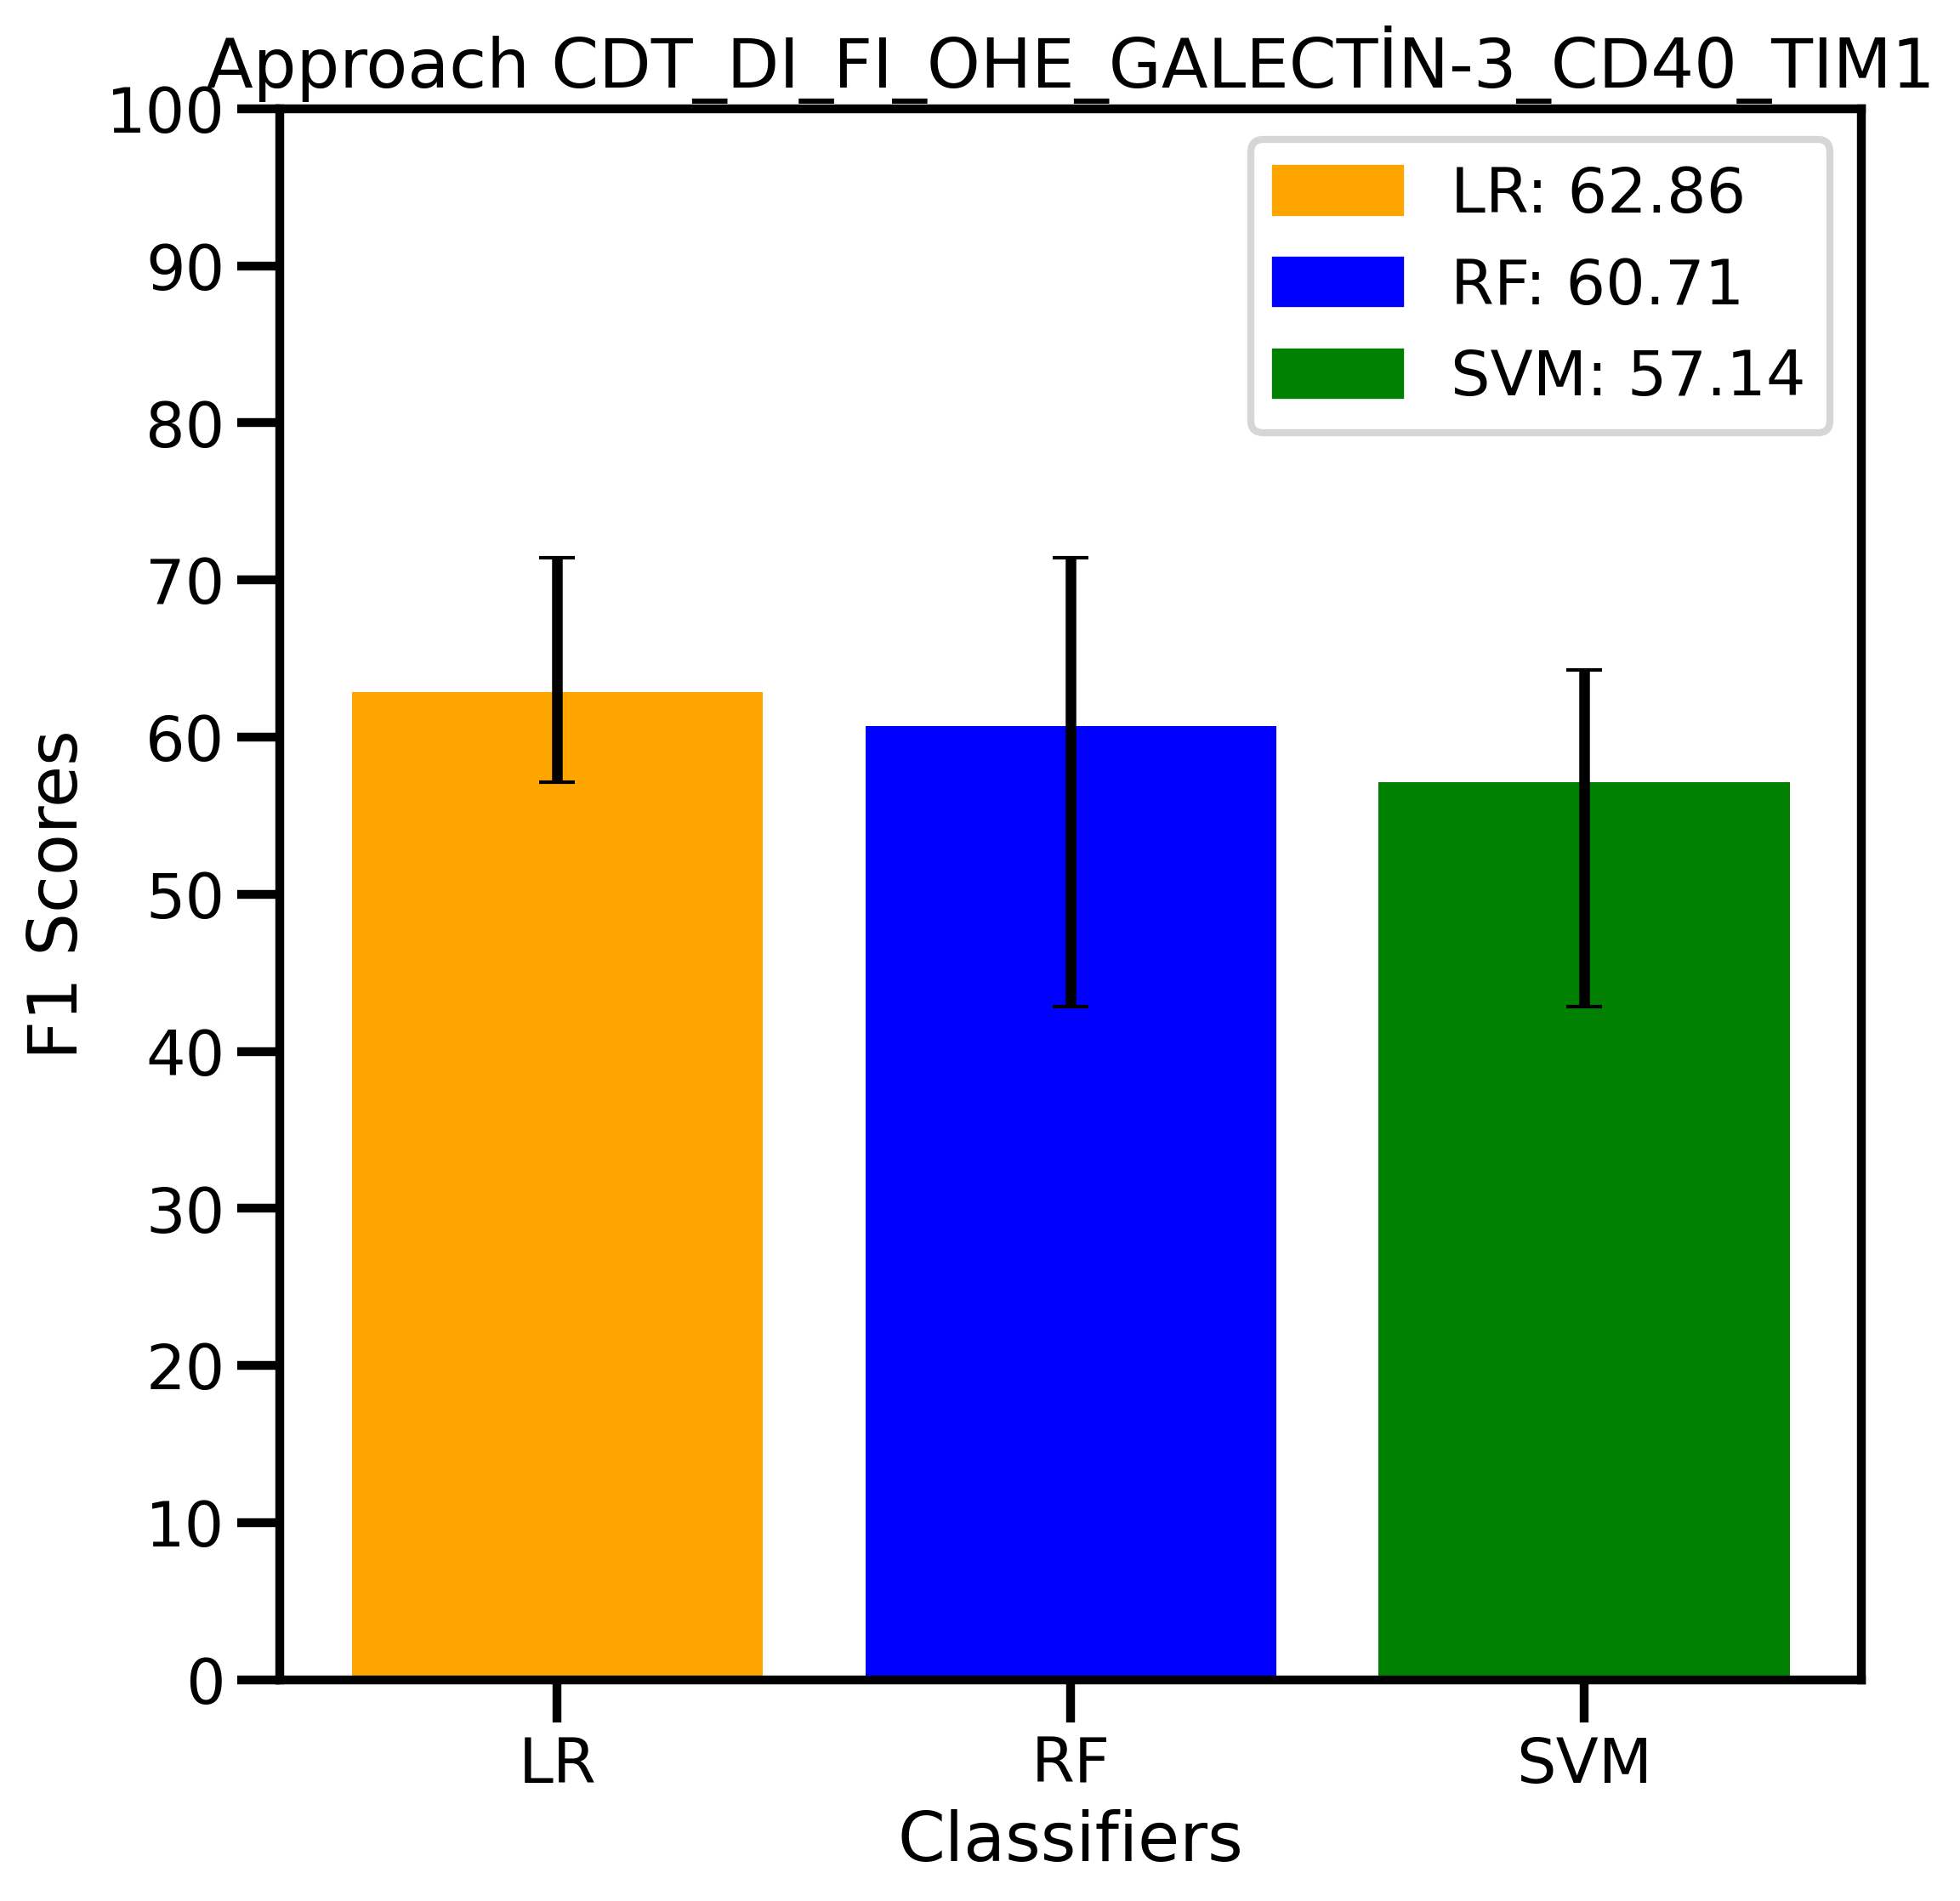 Approach CDT_DI_FI_OHE_GALECTİN-3_CD40_TIM1
LR: 62.86
RF: 60.71
SVM: 57.14
F1 Scores
100
90
80
70
60
50
40
30
20
10
0
LR
RF
SVM
Classifiers